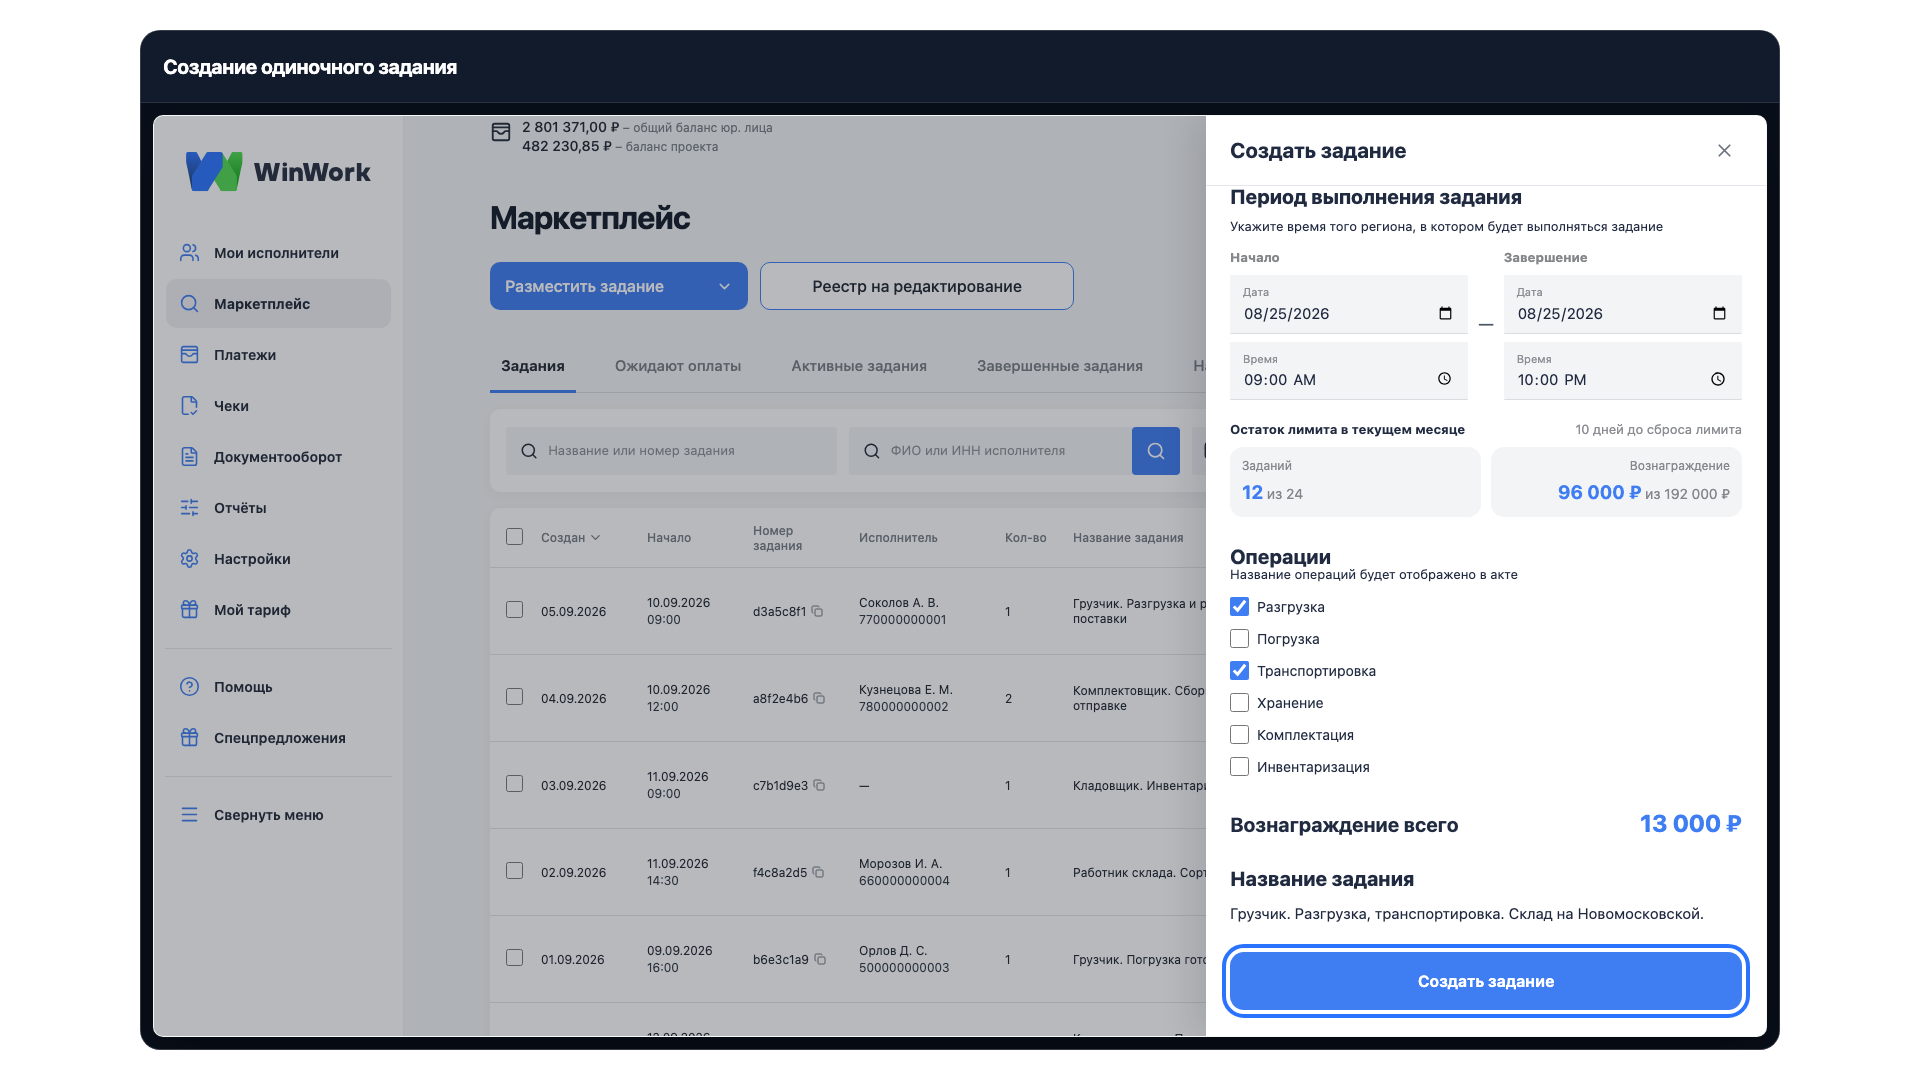 Создание одиночного задания
WinWork
Мои исполнители
Маркетплейс
Платежи
Чеки
Документооборот
Отчёты
Настройки
Мой тариф
Помощь
Спецпредложения
Свернуть меню
2 801 371,00 ₽ – общий баланс юр. лица
482 230,85 ₽ – баланс проекта
Маркетплейс
Разместить задание
Реестр на редактирование
Задания
Ожидают оплаты
Активные задания
Завершенные задания
Название или номер задания
ФИО или ИНН исполнителя
Создан
Начало
Номер
задания
Исполнитель
Кол-во
Название задания
05.09.2026
10.09.2026
09:00
d3a5c8f1
Соколов А. В.
770000000001
1
Грузчик. Разгрузка и
поставки
04.09.2026
10.09.2026
12:00
a8f2e4b6
Кузнецова Е. М.
780000000002
2
Комплектовщик.
отправке
03.09.2026
11.09.2026
09:00
c7b1d9e3
—
1
Кладовщик.
02.09.2026
11.09.2026
14:30
f4c8a2d5
Морозов И. А.
660000000004
1
Работник склада.
01.09.2026
09.09.2026
16:00
b6e3c1a9
Орлов Д. С.
500000000003
1
Грузчик. Погрузка
Создать задание
Период выполнения задания
Укажите время того региона, в котором будет выполняться задание
Начало
Завершение
Дата
08/25/2026
—
Дата
08/25/2026
Время
09:00 AM
Время
10:00 PM
Остаток лимита в текущем месяце
10 дней до сброса лимита
Заданий
12 из 24
Вознаграждение
96 000 ₽ из 192 000 ₽
Операции
Название операций будет отображено в акте
Разгрузка
Погрузка
Транспортировка
Хранение
Комплектация
Инвентаризация
Вознаграждение всего
13 000 ₽
Название задания
Грузчик. Разгрузка, транспортировка. Склад на Новомосковской.
Создать задание